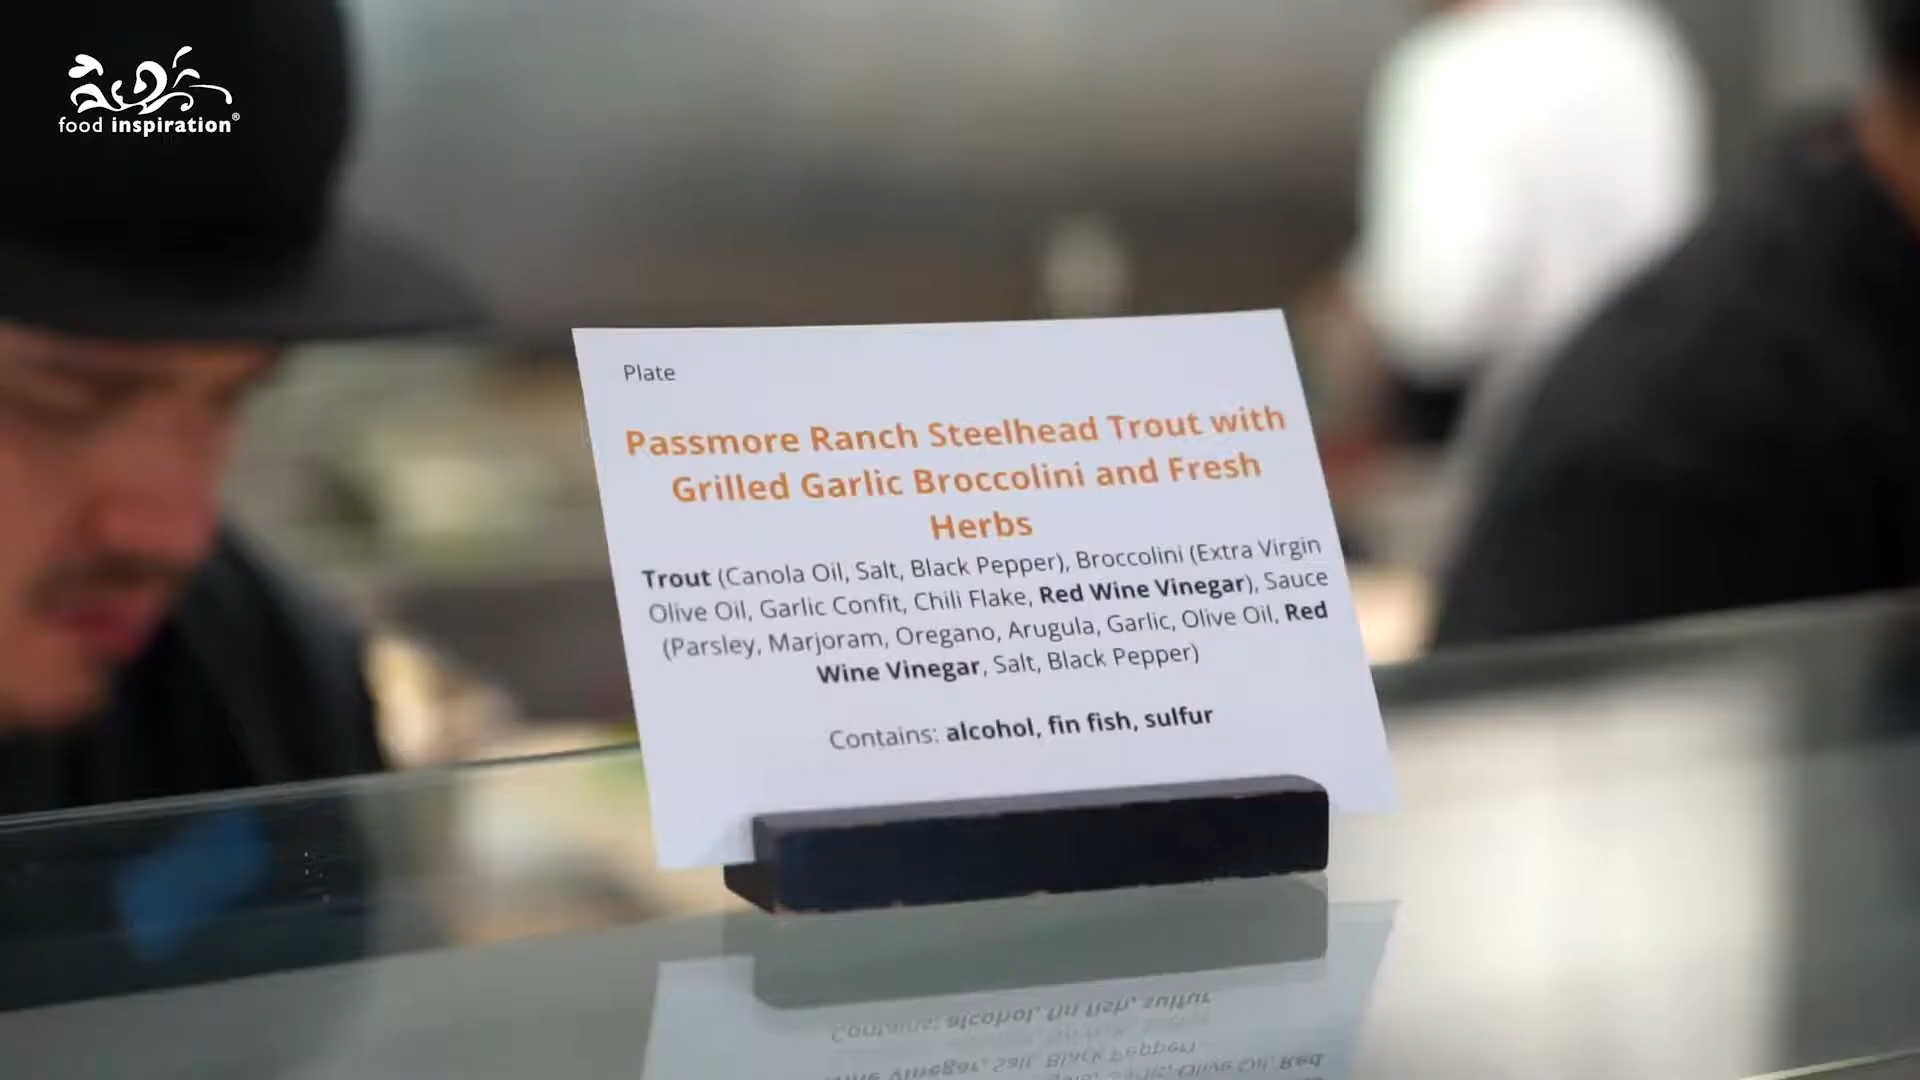 food inspiration®
Plate
Passmore Ranch Steelhead Trout with
Grilled Garlic Broccolini and Fresh
Herbs
Trout (Canola Oil, Salt, Black Pepper), Broccolini (Extra Virgin
Olive Oil, Garlic Confit, Chili Flake, Red Wine Vinegar), Sauce
(Parsley, Marjoram, Oregano, Arugula, Garlic, Olive Oil, Red
Wine Vinegar, Salt, Black Pepper)
Contains: alcohol, fin fish, sulfur